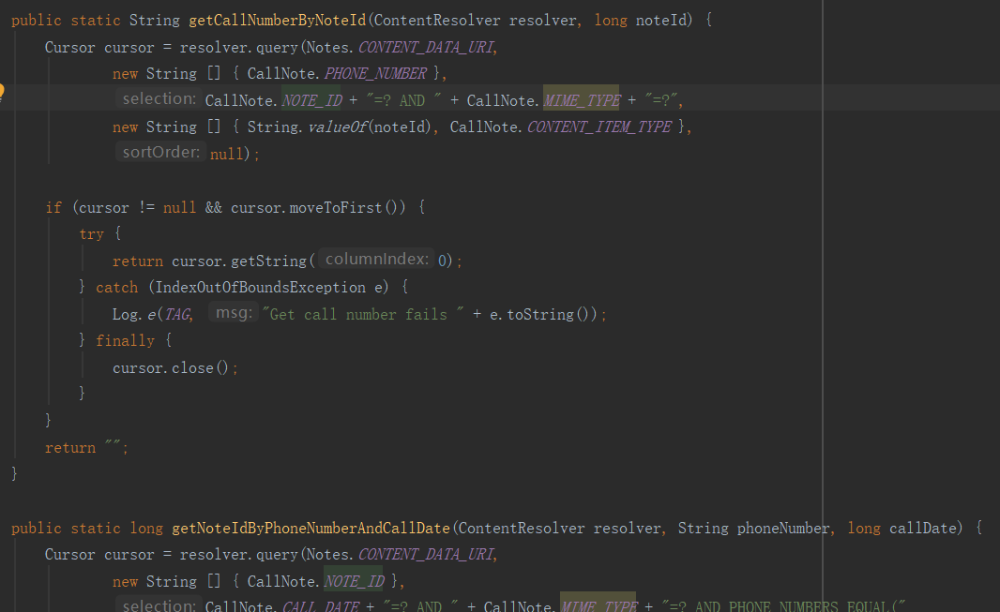 public static String getCallNumberByNoteId(ContentResolver resolver, long noteId) {
    Cursor cursor = resolver.query(Notes.CONTENT_DATA_URI,
            new String [] { CallNote.PHONE_NUMBER },
            selection: CallNote.NOTE_ID + "=? AND " + CallNote.MIME_TYPE + "=?",
            new String [] { String.valueOf(noteId), CallNote.CONTENT_ITEM_TYPE },
            sortOrder: null);
    if (cursor != null && cursor.moveToFirst()) {
        try {
            return cursor.getString( columnIndex: 0);
        } catch (IndexOutOfBoundsException e) {
            Log.e(TAG, msg: "Get call number fails " + e.toString());
        } finally {
            cursor.close();
        }
    }
    return "";
}
public static long getNoteIdByPhoneNumberAndCallDate(ContentResolver resolver, String phoneNumber, long callDate) {
    Cursor cursor = resolver.query(Notes.CONTENT_DATA_URI,
            new String [] { CallNote.NOTE_ID },
            selection: CallNote.CALL_DATE + "=? AND " + CallNote.MIME_TYPE + "=? AND PHONE_NUMBERS_EQUAL("